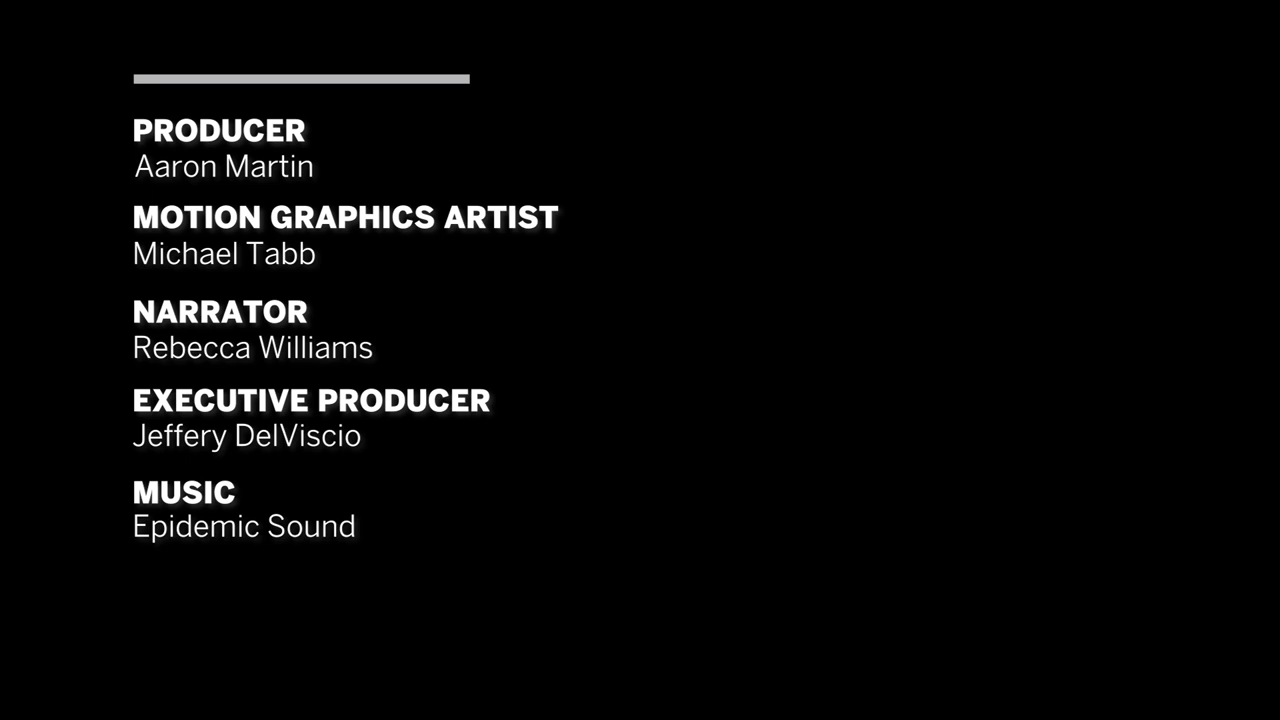 PRODUCER
Aaron Martin
MOTION GRAPHICS ARTIST
Michael Tabb
NARRATOR
Rebecca Williams
EXECUTIVE PRODUCER
Jeffery DelViscio
MUSIC
Epidemic Sound